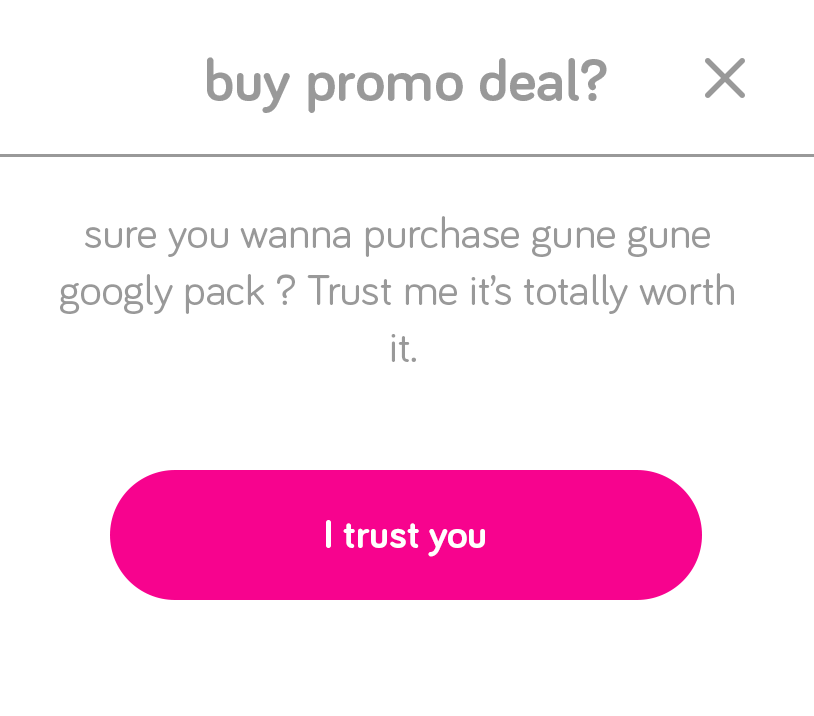 buy promo deal?
sure you wanna purchase gune gune
googly pack ? Trust me it’s totally worth
it.
I trust you